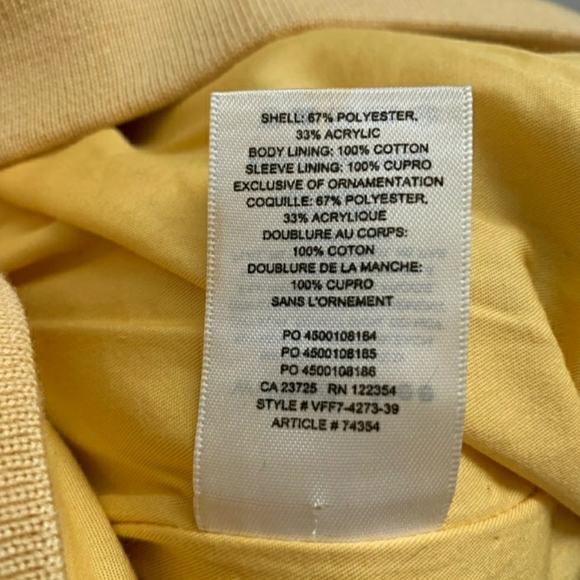 SHELL: 67% POLYESTER,
33% ACRYLIC
BODY LINING: 100% COTTON
SLEEVE LINING: 100% CUPRO
EXCLUSIVE OF ORNAMENTATION
COQUILLE: 67% POLYESTER,
33% ACRYLIQUE
DOUBLURE AU CORPS:
100% COTON
DOUBLURE DE LA MANCHE:
100% CUPRO
SANS L'ORNEMENT
PO 4500108164
PO 4500108185
PO 4500108186
CA 23725 RN 122354
STYLE # VFF7-4273-39
ARTICLE # 74354